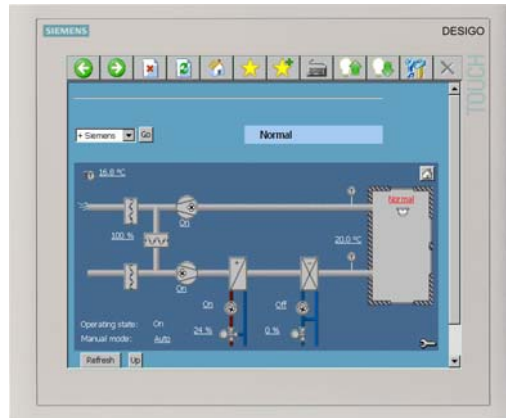 SIEMENS
DESIGO
TOUCH
+ Siemens Go
Normal
16.8 °C
Normal
On
100 %
20.0 °C
On
On
Off
Operating state: On
24 %
0 %
Manual mode: Auto
Refresh Up